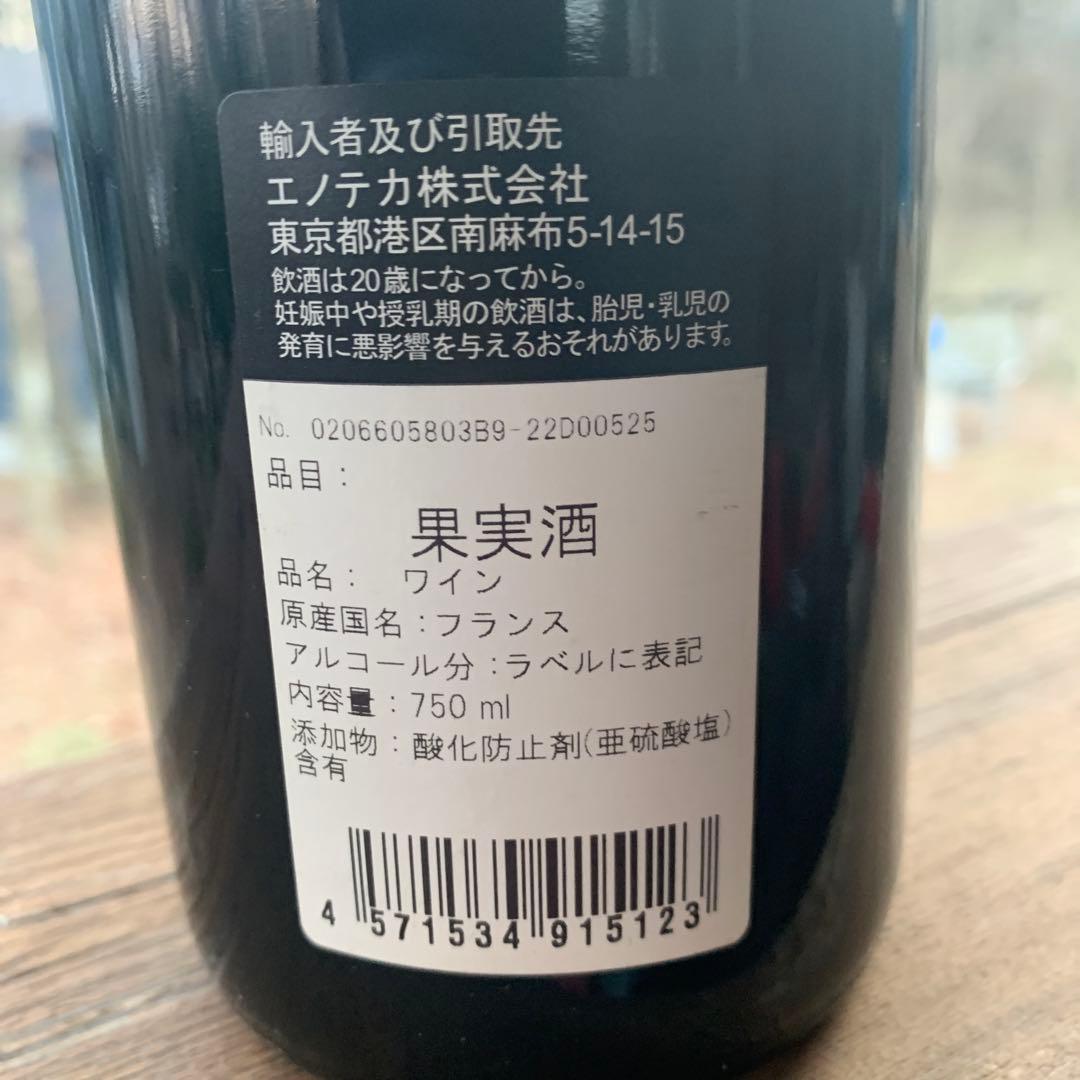 輸入者及び引取先
エノテカ株式会社
東京都港区南麻布5-14-15
飲酒は20歳になってから。
妊娠中や授乳期の飲酒は、胎児・乳児の
発育に悪影響を与えるおそれがあります。
No. 0206605803B9-22D00525
品目：
果実酒
品名： ワイン
原産国名：フランス
アルコール分：ラベルに表記
内容量：750 ml
添加物：酸化防止剤(亜硫酸塩)
含有
4 571534 915123